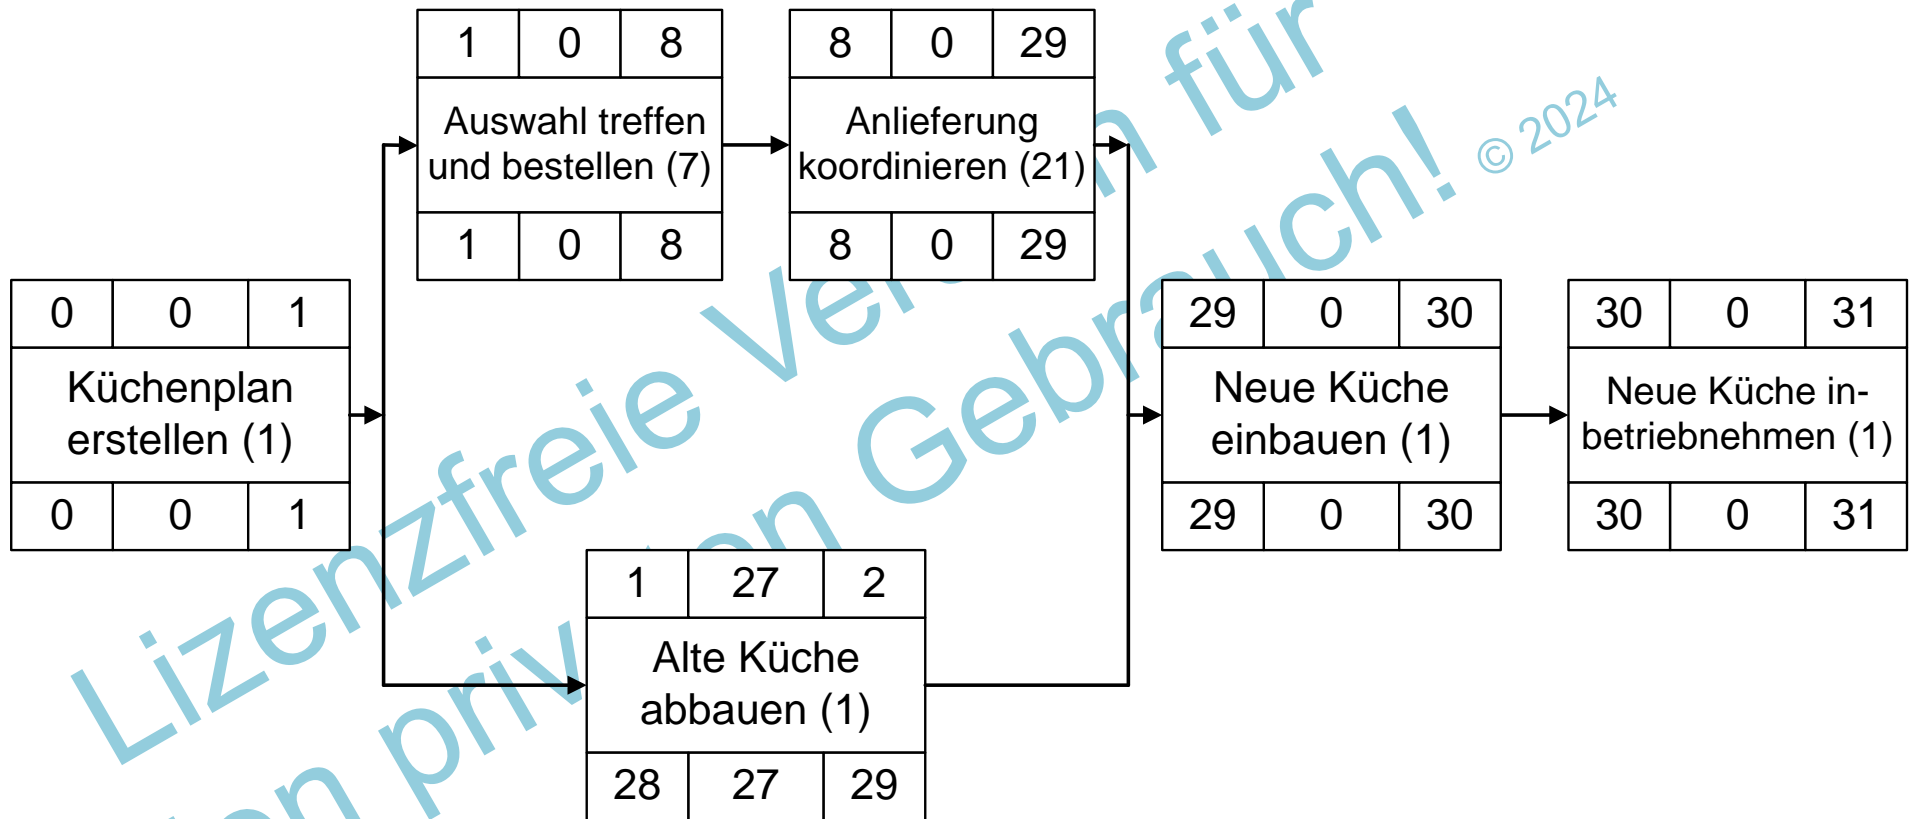 1 0 8
Auswahl treffen
und bestellen (7)
1 0 8
8 0 29
Anlieferung
koordinieren (21)
8 0 29
0 0 1
Küchenplan
erstellen (1)
0 0 1
1 27 2
Alte Küche
abbauen (1)
28 27 29
29 0 30
Neue Küche
einbauen (1)
29 0 30
30 0 31
Neue Küche in-
betriebnehmen (1)
30 0 31
Lizenzfreie für
Gebrauch! © 2024